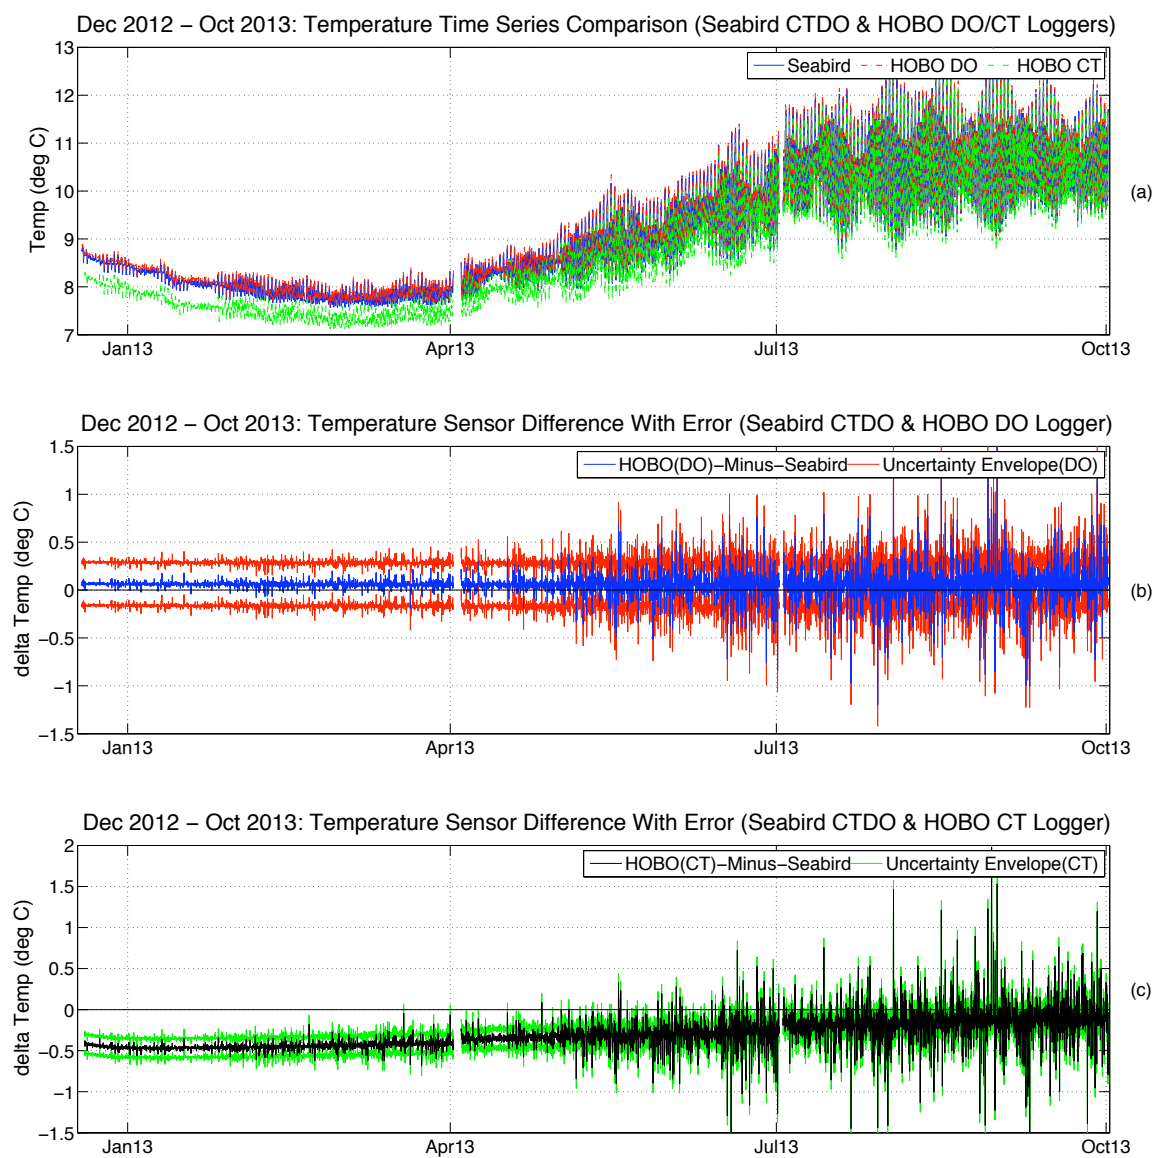 Dec 2012 − Oct 2013: Temperature Time Series Comparison (Seabird CTDO & HOBO DO/CT Loggers)
13
Seabird HOBO DO HOBO CT
12
11
10
9
8
7
Temp (deg C)
(a)
Jan13 Apr13 Jul13 Oct13
Dec 2012 − Oct 2013: Temperature Sensor Difference With Error (Seabird CTDO & HOBO DO Logger)
1.5
HOBO(DO)−Minus−Seabird Uncertainty Envelope(DO)
1
0.5
0
−0.5
−1
−1.5
delta Temp (deg C)
(b)
Jan13 Apr13 Jul13 Oct13
Dec 2012 − Oct 2013: Temperature Sensor Difference With Error (Seabird CTDO & HOBO CT Logger)
2
HOBO(CT)−Minus−Seabird Uncertainty Envelope(CT)
1.5
1
0.5
0
−0.5
−1
−1.5
delta Temp (deg C)
(c)
Jan13 Apr13 Jul13 Oct13